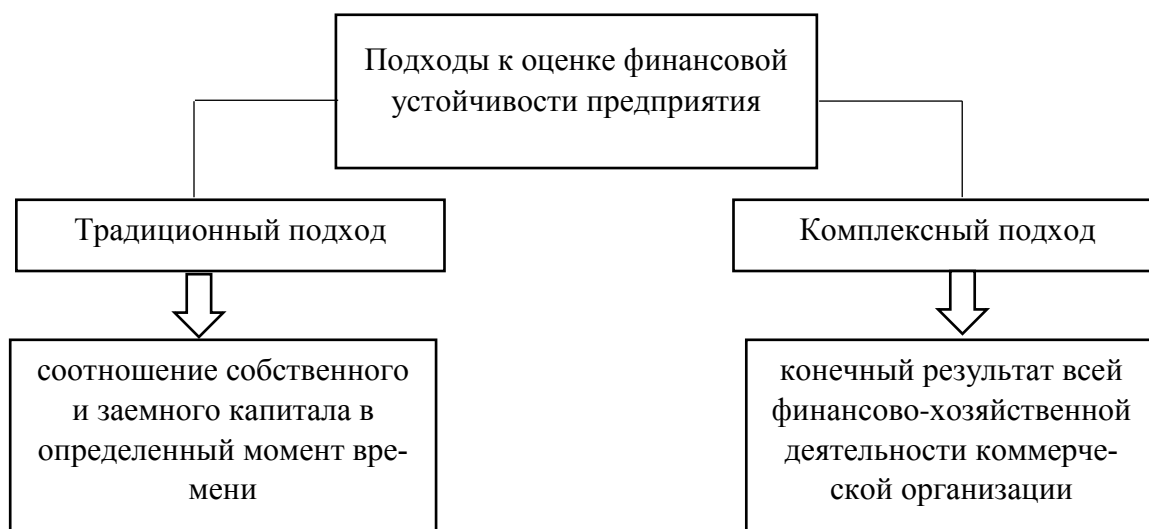 Подходы к оценке финансовой
устойчивости предприятия
Традиционный подход
Комплексный подход
соотношение собственного
и заемного капитала в
определенный момент вре-
мени
конечный результат всей
финансово-хозяйственной
деятельности коммерче-
ской организации